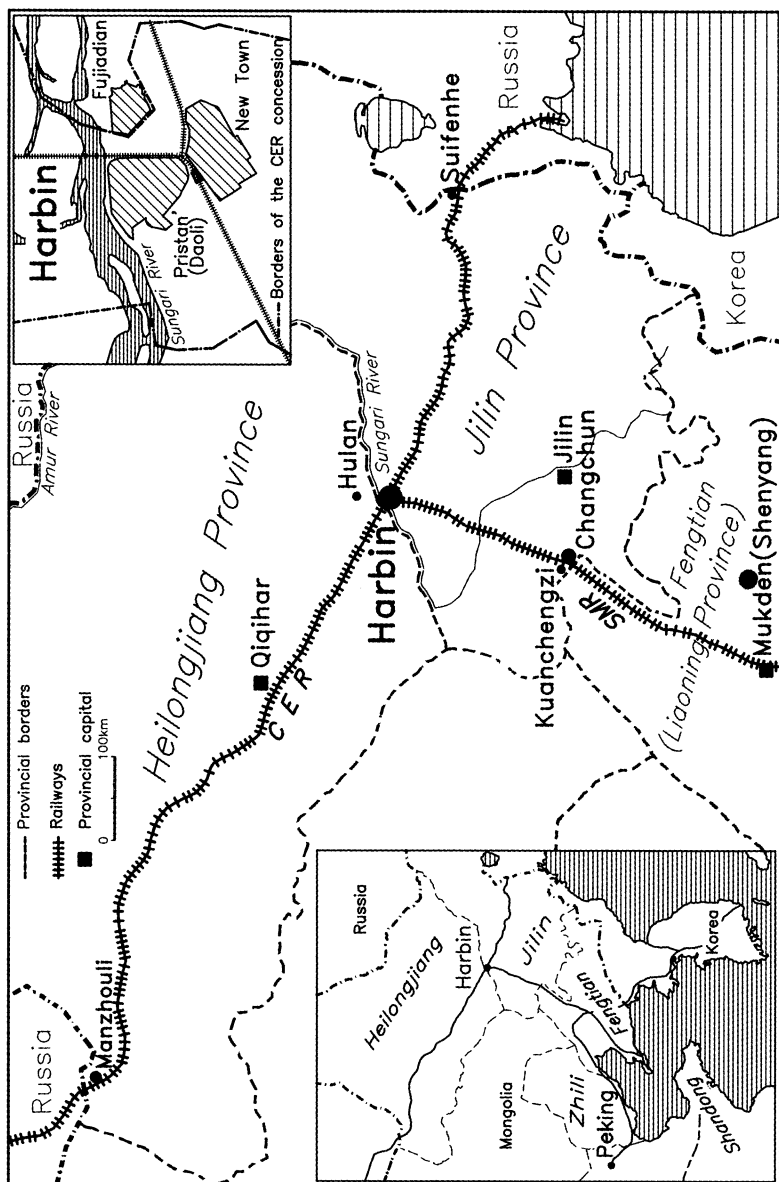 Russia
Manzhouli
Provincial borders
Railways
Provincial capital
0
100km
Heilongjiang Province
Qiqihar
CER
Russia
Amur River
Hulan
Sungari River
Harbin
Jilin Province
Suifenhe
Russia
Jilin
Changchun
Kuanchengzi
SMR
Fengtian
(Liaoning Province)
Mukden(Shenyang)
Korea
Harbin
Fujiadian
New Town
Pristan'
(Daoli)
Sungari River
Borders of the CER concession
Russia
Heilongjiang
Harbin
Jilin
Mongolia
Fengtian
Zhili
Peking
Korea
Shandong